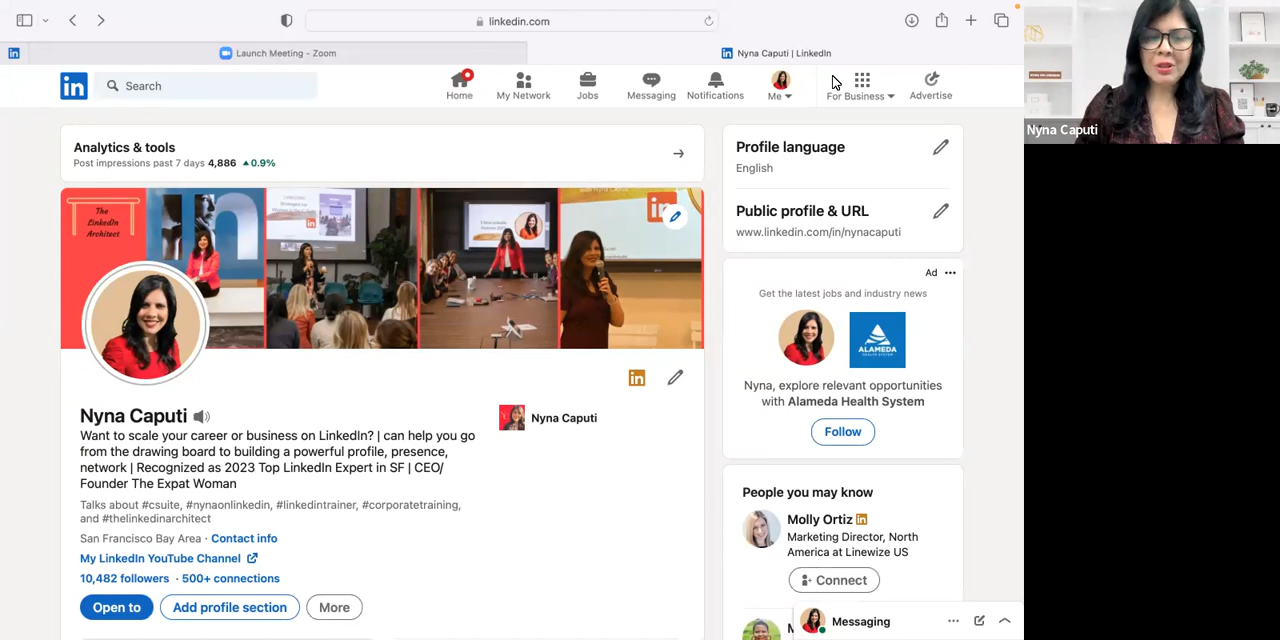 linkedin.com
Launch Meeting - Zoom
Nyna Caputi | LinkedIn
Search
Home
My Network
Jobs
Messaging
Notifications
Me
For Business
Advertise
Nyna Caputi
Analytics & tools
Post impressions past 7 days 4,886 ▲0.9%
The
LinkedIn
Architect
Nyna Caputi
Want to scale your career or business on LinkedIn? | can help you go
from the drawing board to building a powerful profile, presence,
network | Recognized as 2023 Top LinkedIn Expert in SF | CEO/
Founder The Expat Woman
Talks about #csuite, #nynaonlinkedin, #linkedintrainer, #corporatetraining,
and #thelinkedinarchitect
San Francisco Bay Area · Contact info
My LinkedIn YouTube Channel
10,482 followers · 500+ connections
Open to
Add profile section
More
Nyna Caputi
Profile language
English
Public profile & URL
www.linkedin.com/in/nynacaputi
Ad
Get the latest jobs and industry news
ALAMEDA
HEALTH SYSTEM
Nyna, explore relevant opportunities
with Alameda Health System
Follow
People you may know
Molly Ortiz
Marketing Director, North
America at Linewize US
Connect
Messaging